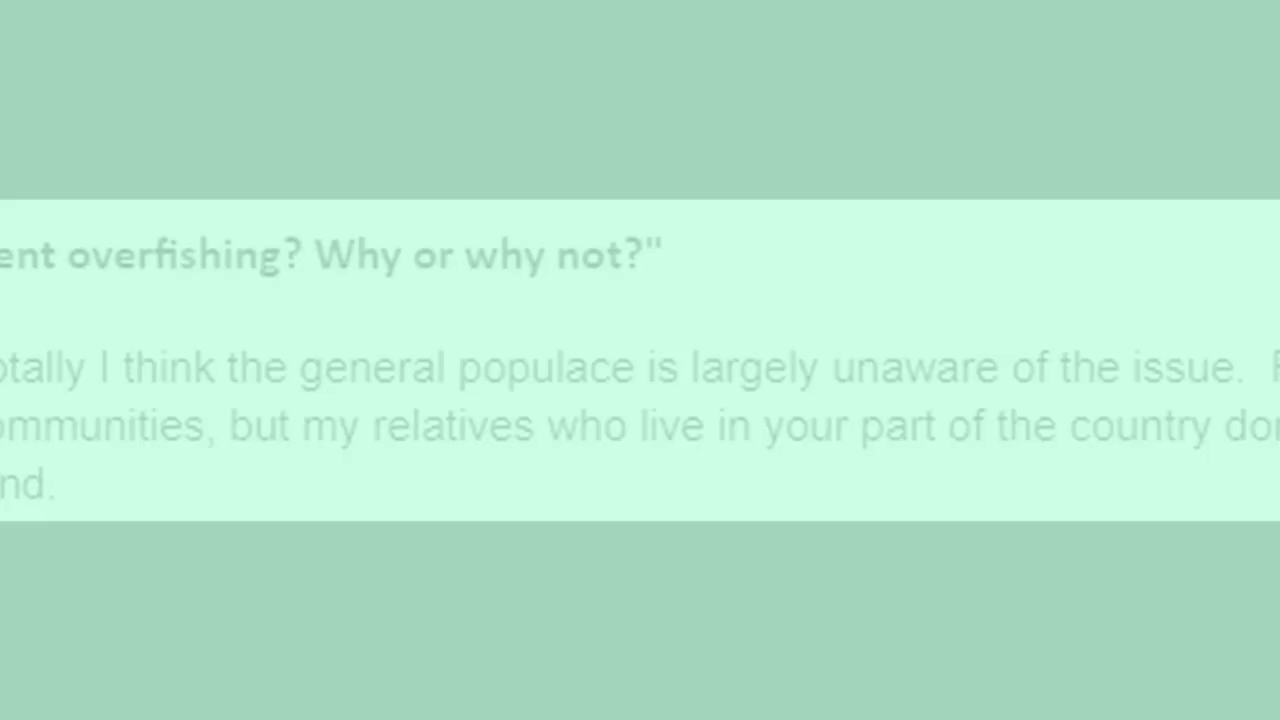 ent overfishing? Why or why not?"
otally I think the general populace is largely unaware of the issue.
ommunities, but my relatives who live in your part of the country don
nd.